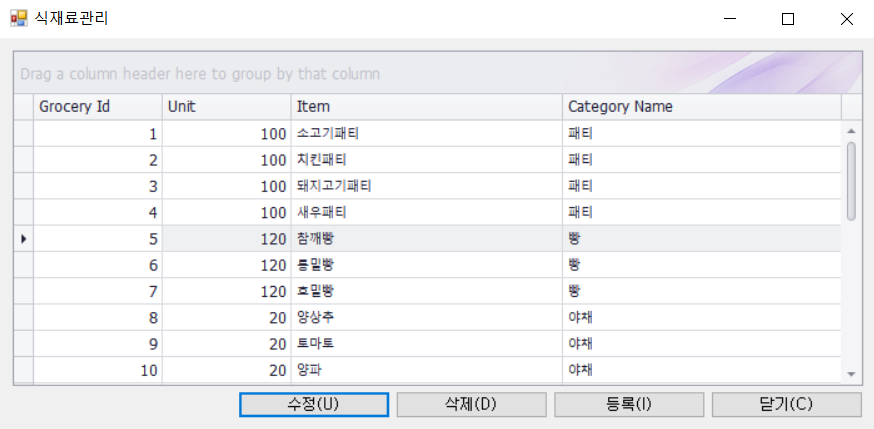 식재료관리
Drag a column header here to group by that column
Grocery Id Unit Item Category Name
1 100 소고기패티 패티
2 100 치킨패티 패티
3 100 돼지고기패티 패티
4 100 새우패티 패티
5 120 참깨빵 빵
6 120 통밀빵 빵
7 120 호밀빵 빵
8 20 양상추 야채
9 20 토마토 야채
10 20 양파 야채
수정(U) 삭제(D) 등록(I) 닫기(C)